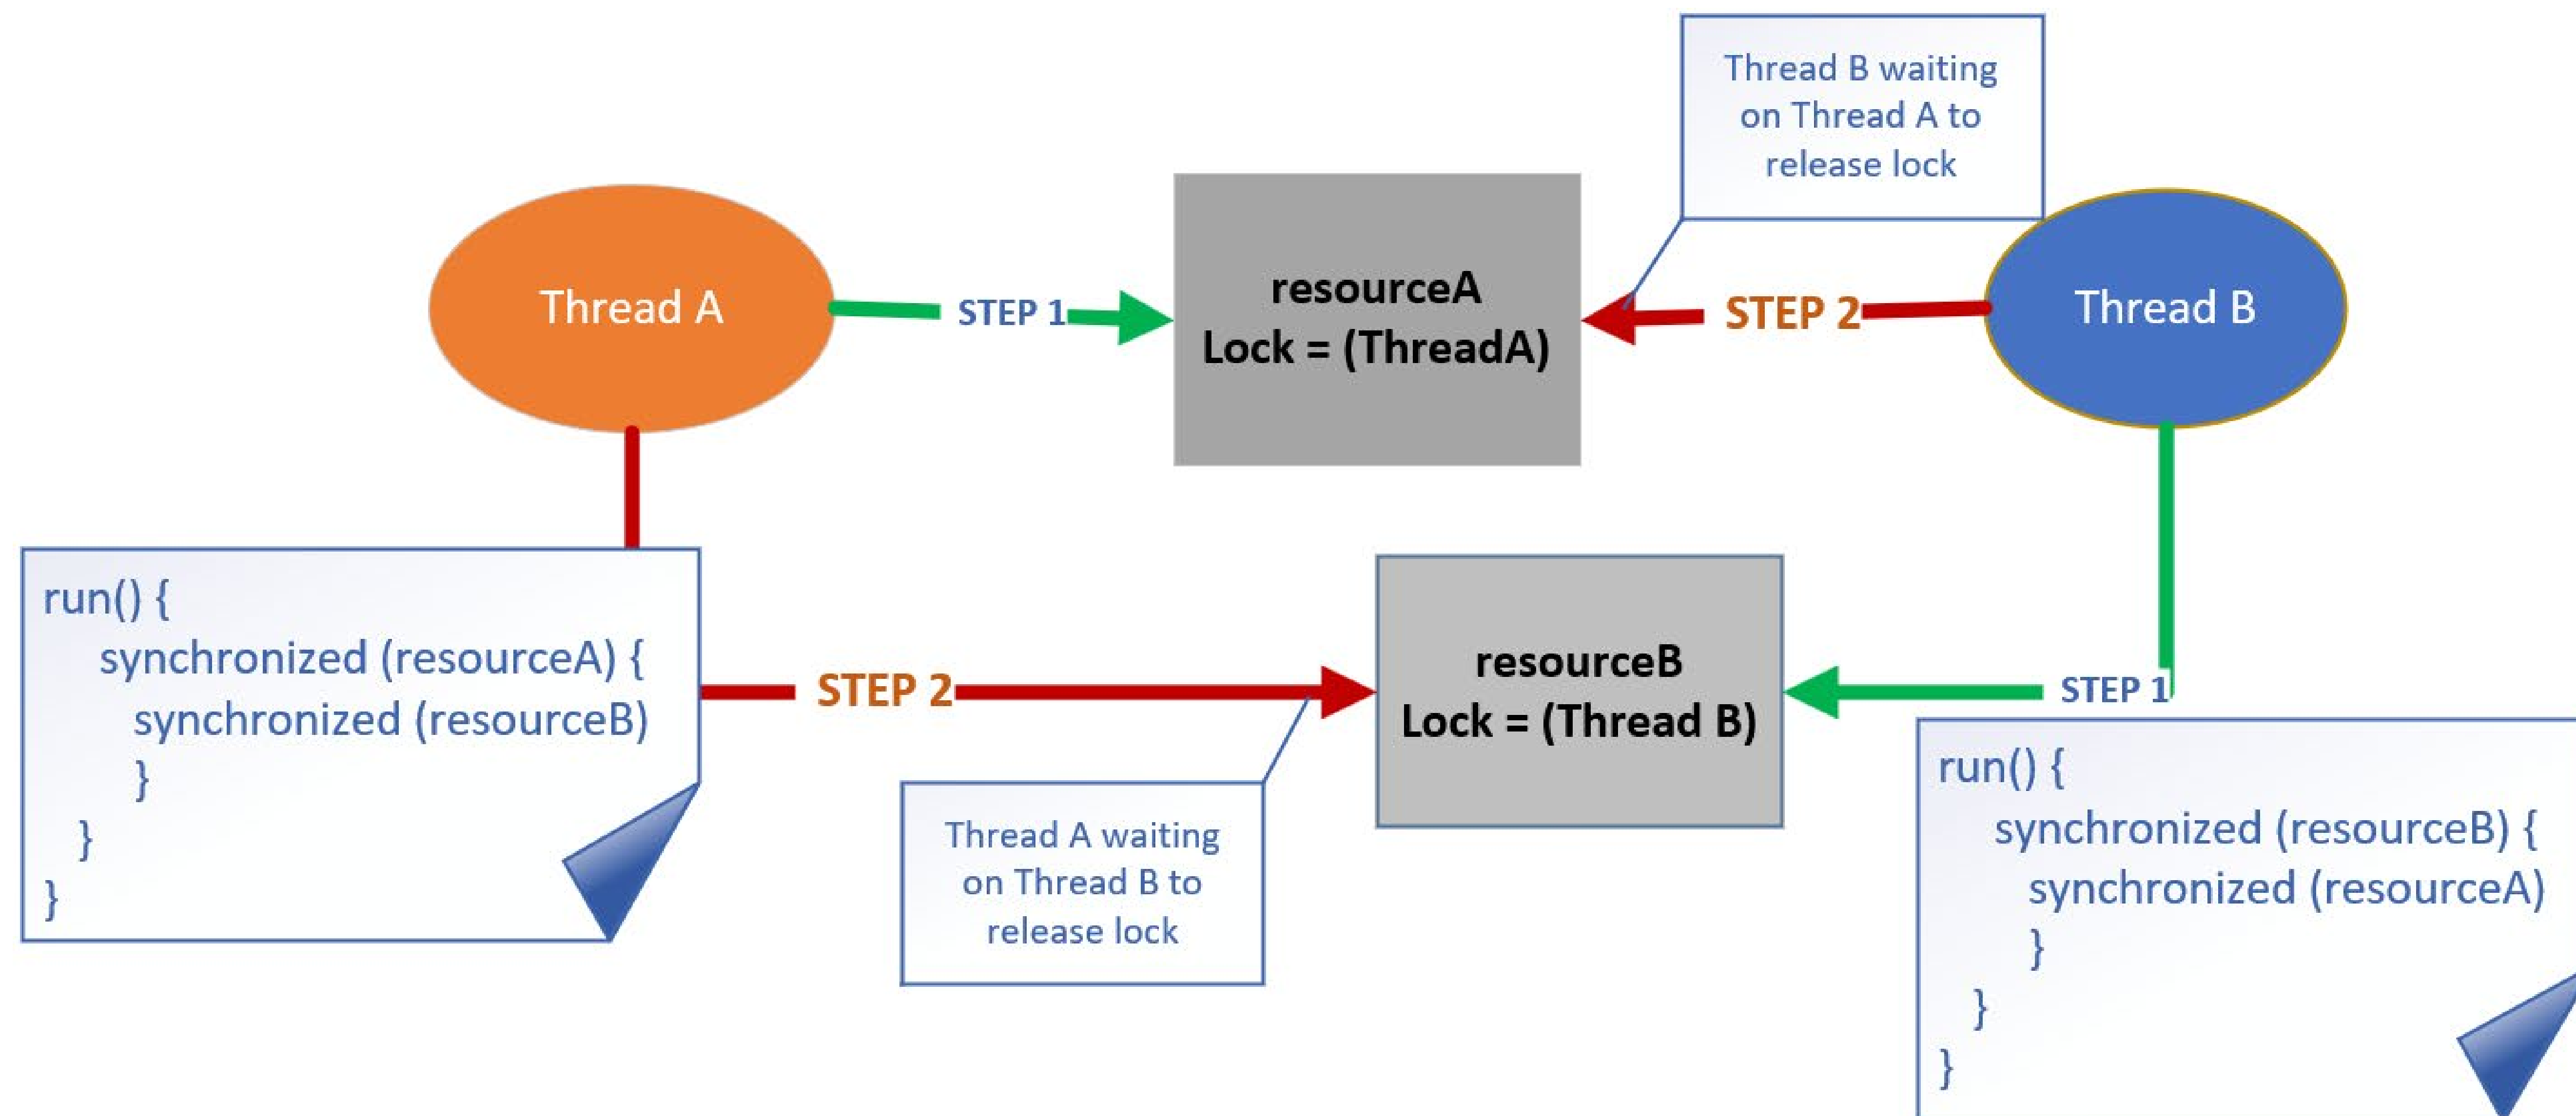 Thread B waiting
on Thread A to
release lock
Thread A
STEP 1
resourceA
Lock = (ThreadA)
STEP 2
Thread B
run() {
synchronized (resourceA) {
synchronized (resourceB)
}
}
}
STEP 2
resourceB
Lock = (Thread B)
STEP 1
Thread A waiting
on Thread B to
release lock
run() {
synchronized (resourceB) {
synchronized (resourceA)
}
}
}